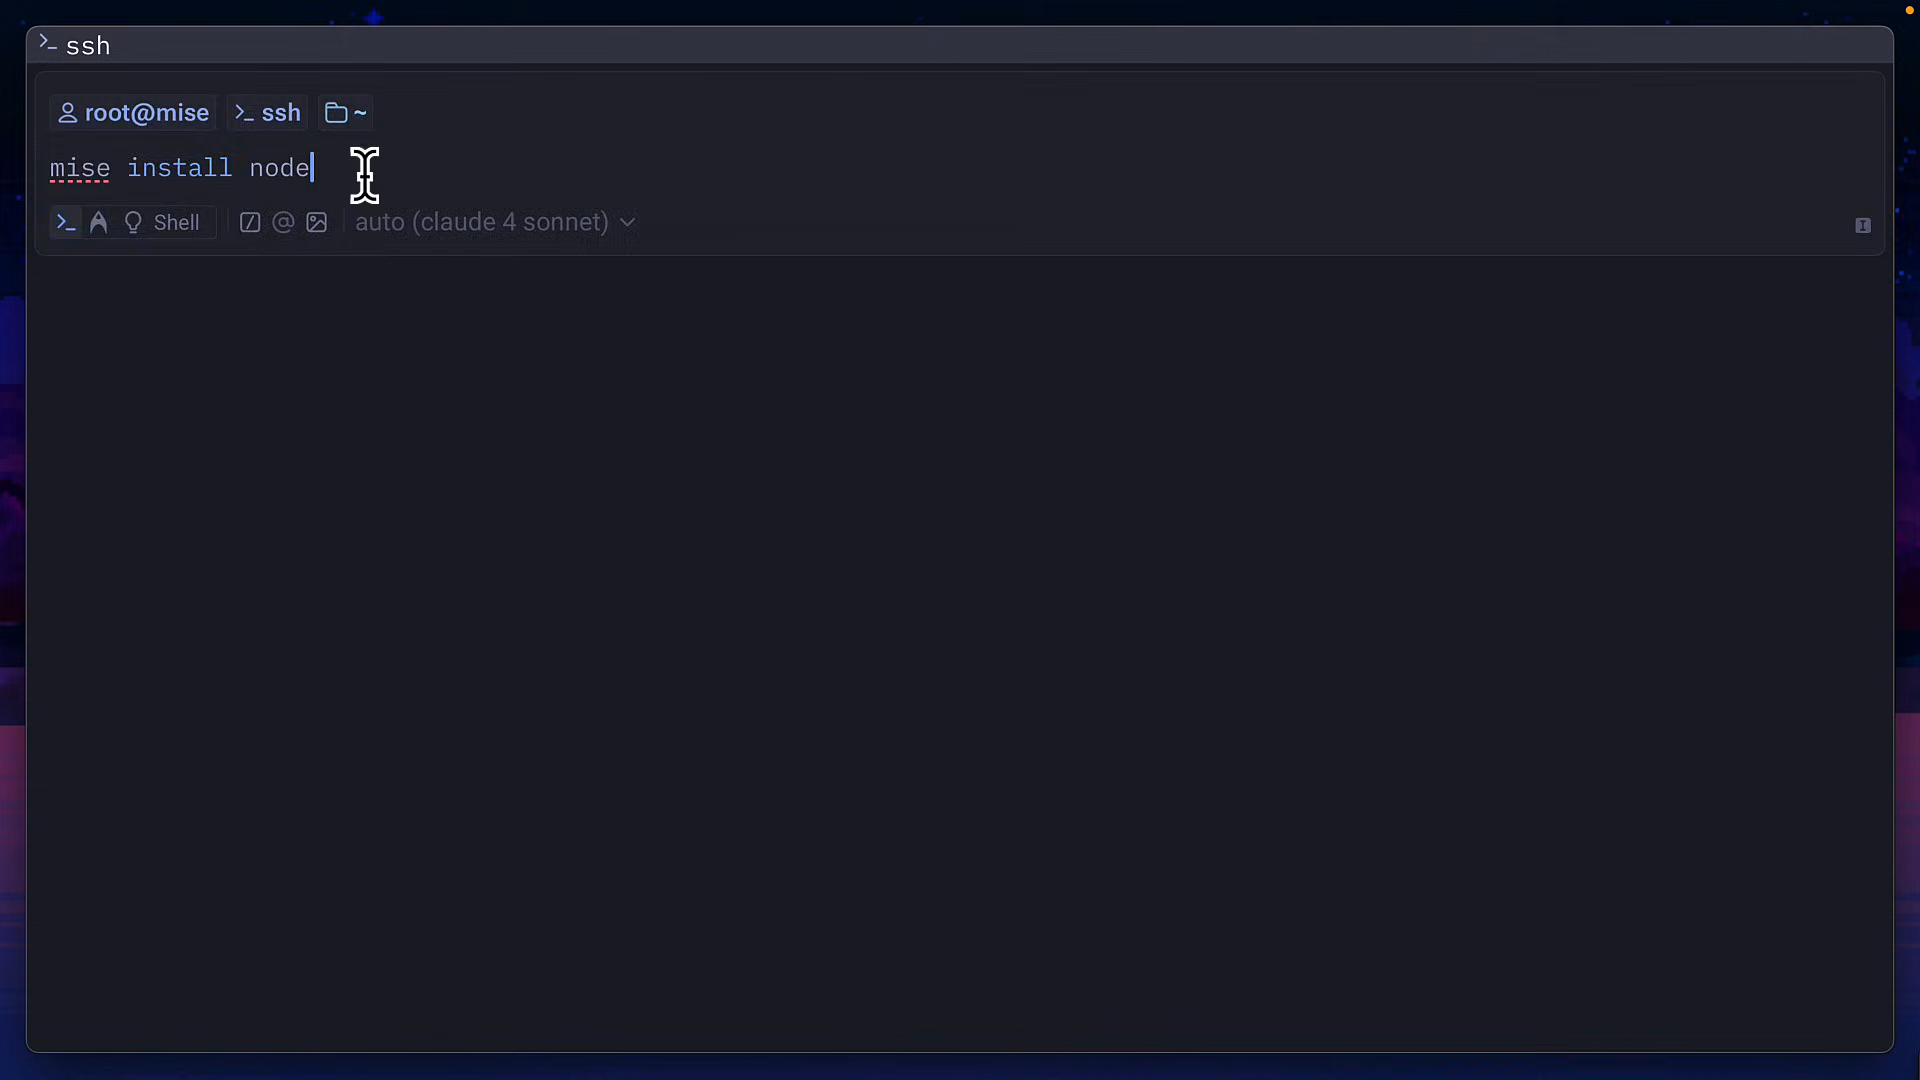 ssh
root@mise ssh ~
mise install node
Shell @ auto (claude 4 sonnet)